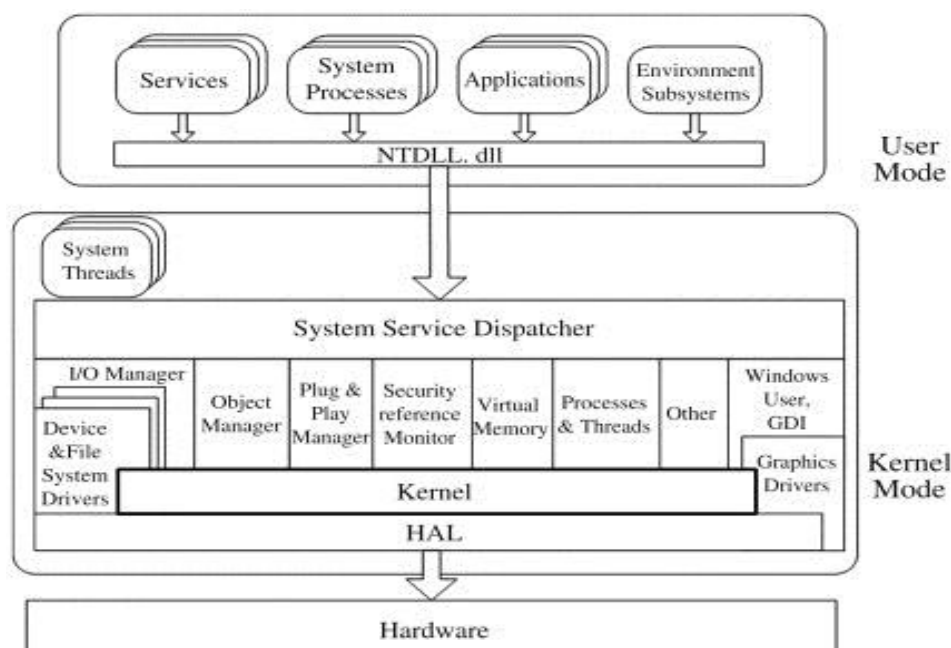 Services
System
Processes
Applications
Environment
Subsystems
NTDLL. dll
User
Mode
System
Threads
System Service Dispatcher
I/O Manager
Device
&File
System
Drivers
Object
Manager
Plug &
Play
Manager
Security
reference
Monitor
Virtual
Memory
Processes
& Threads
Other
Windows
User,
GDI
Graphics
Drivers
Kernel
Kernel
Mode
HAL
Hardware